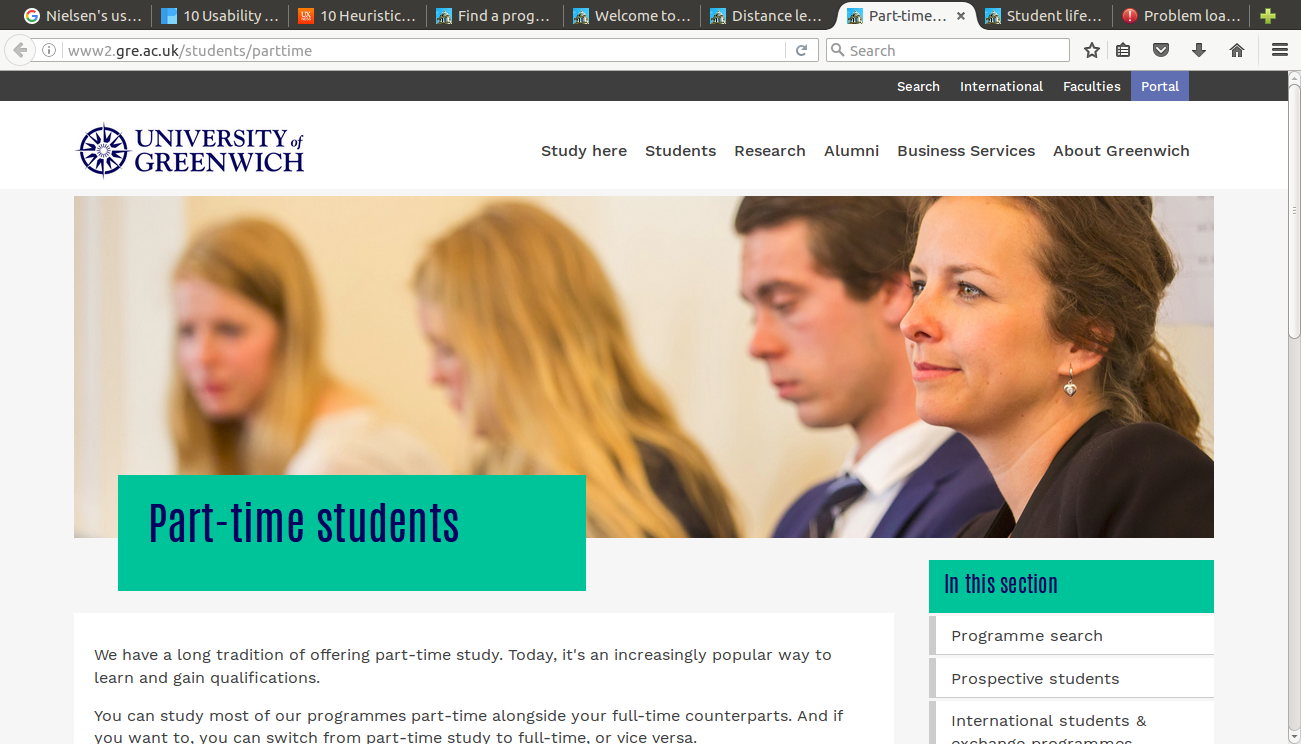 Nielsen's us...
10 Usability ...
10 Heuristic...
Find a prog...
Welcome to...
Distance le...
Part-time...
Student life...
Problem loa...
www2.gre.ac.uk/students/parttime
Search
Search
International
Faculties
Portal
UNIVERSITY of
GREENWICH
Study here
Students
Research
Alumni
Business Services
About Greenwich
Part-time students
We have a long tradition of offering part-time study. Today, it's an increasingly popular way to
learn and gain qualifications.
You can study most of our programmes part-time alongside your full-time counterparts. And if
you want to, you can switch from part-time study to full-time, or vice versa.
In this section
Programme search
Prospective students
International students &
exchange programmes